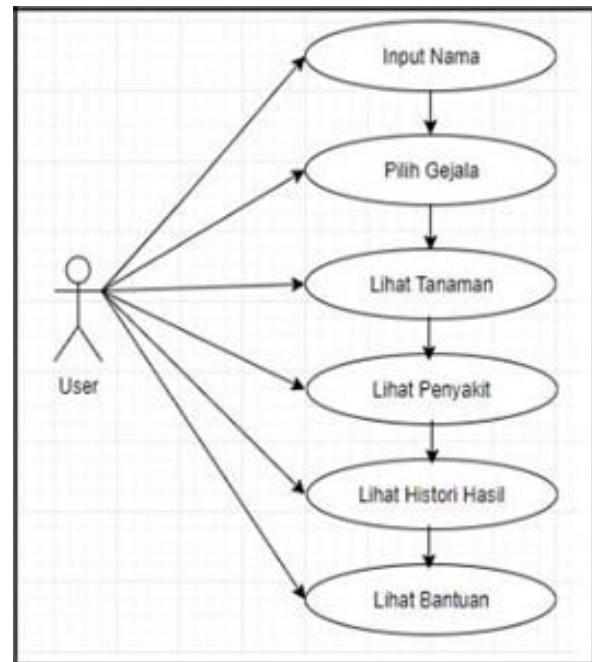 Input Nama
Pilih Gejala
Lihat Tanaman
Lihat Penyakit
User
Lihat Histori Hasil
Lihat Bantuan